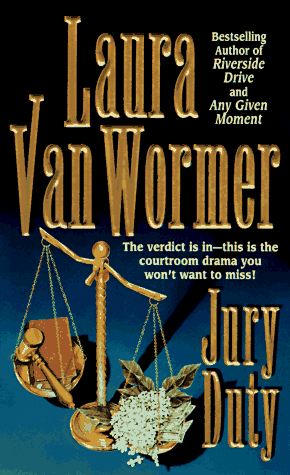 Laura
Van Wormer
Bestselling
Author of
Riverside
Drive
and
Any Given
Moment
The verdict is in—this is the
courtroom drama you
won't want to miss!
Jury
Duty